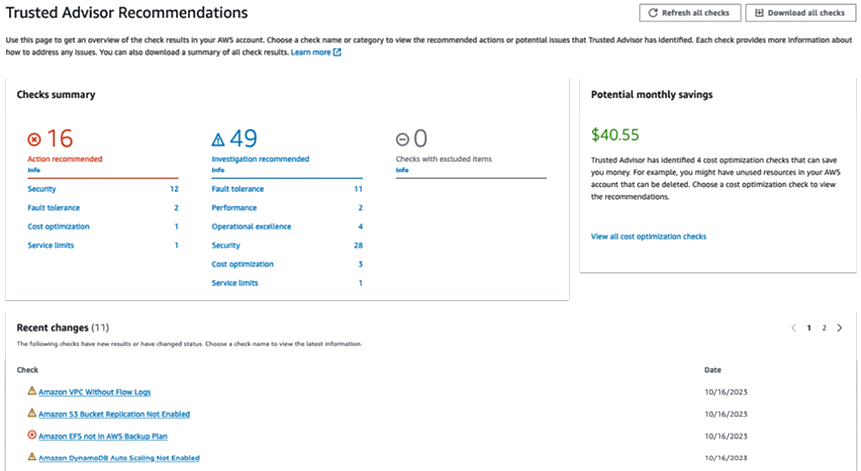 Trusted Advisor Recommendations
Refresh all checks
Download all checks
Use this page to get an overview of the check results in your AWS account. Choose a check name or category to view the recommended actions or potential issues that Trusted Advisor has identified. Each check provides more information about
how to address any issues. You can also download a summary of all check results. Learn more
Checks summary
16
Action recommended
Info
Security 12
Fault tolerance 2
Cost optimization 1
Service limits 1
49
Investigation recommended
Info
Fault tolerance 11
Performance 2
Operational excellence 4
Security 28
Cost optimization 3
Service limits 1
0
Checks with excluded items
Info
Potential monthly savings
$40.55
Trusted Advisor has identified 4 cost optimization checks that can save
you money. For example, you might have unused resources in your AWS
account that can be deleted. Choose a cost optimization check to view
the recommendations.
View all cost optimization checks
Recent changes (11)
1 2
The following checks have new results or have changed status. Choose a check name to view the latest information.
Check Date
Amazon VPC Without Flow Logs 10/16/2023
Amazon S3 Bucket Replication Not Enabled 10/16/2023
Amazon EFS not in AWS Backup Plan 10/16/2023
Amazon DynamoDB Auto Scaling Not Enabled 10/16/2023